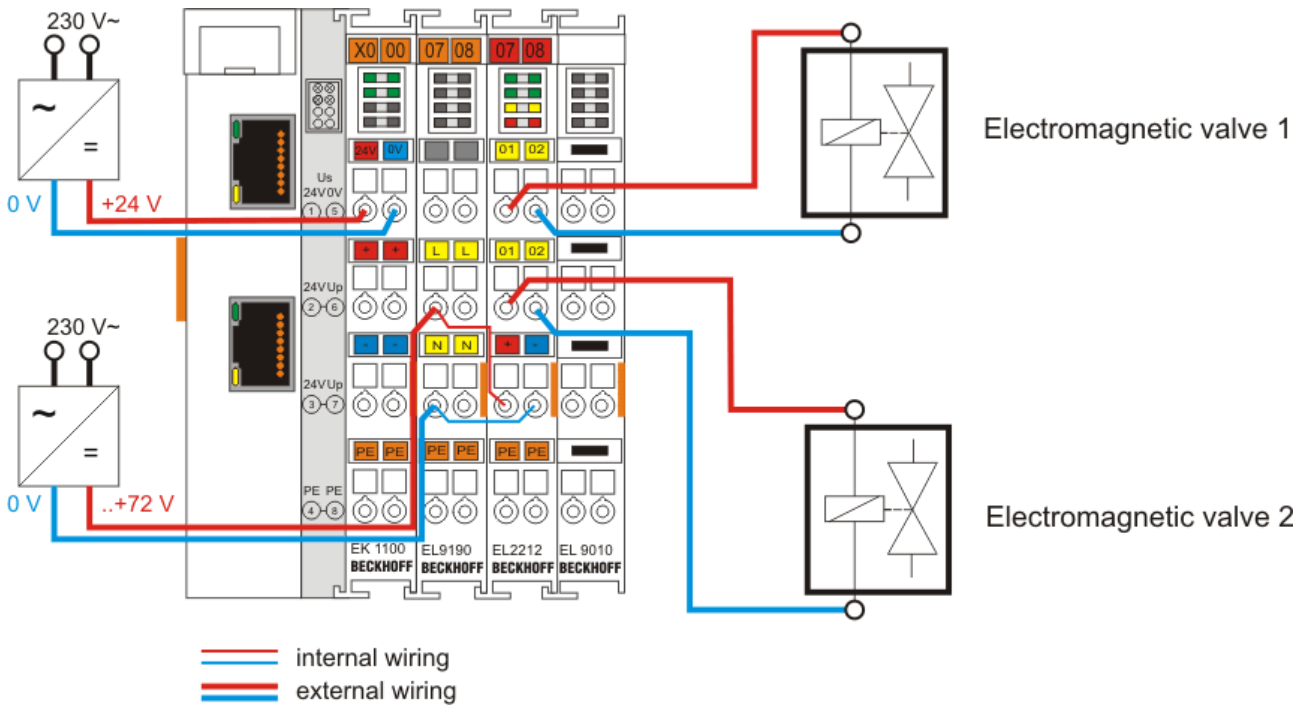 230 V~
~
=
0 V
+24 V
230 V~
~
=
0 V
..+72 V
X0 00 07 08 07 08
24V 0V 01 02
Us
24V 0V
1 5
+ + L L 01 02
24V Up
2 6
- - N N + -
24V Up
3 7
PE PE PE PE PE PE
PE PE
4 8
EK 1100 EL9190 EL2212 EL 9010
BECKHOFF BECKHOFF BECKHOFF BECKHOFF
Electromagnetic valve 1
Electromagnetic valve 2
internal wiring
external wiring